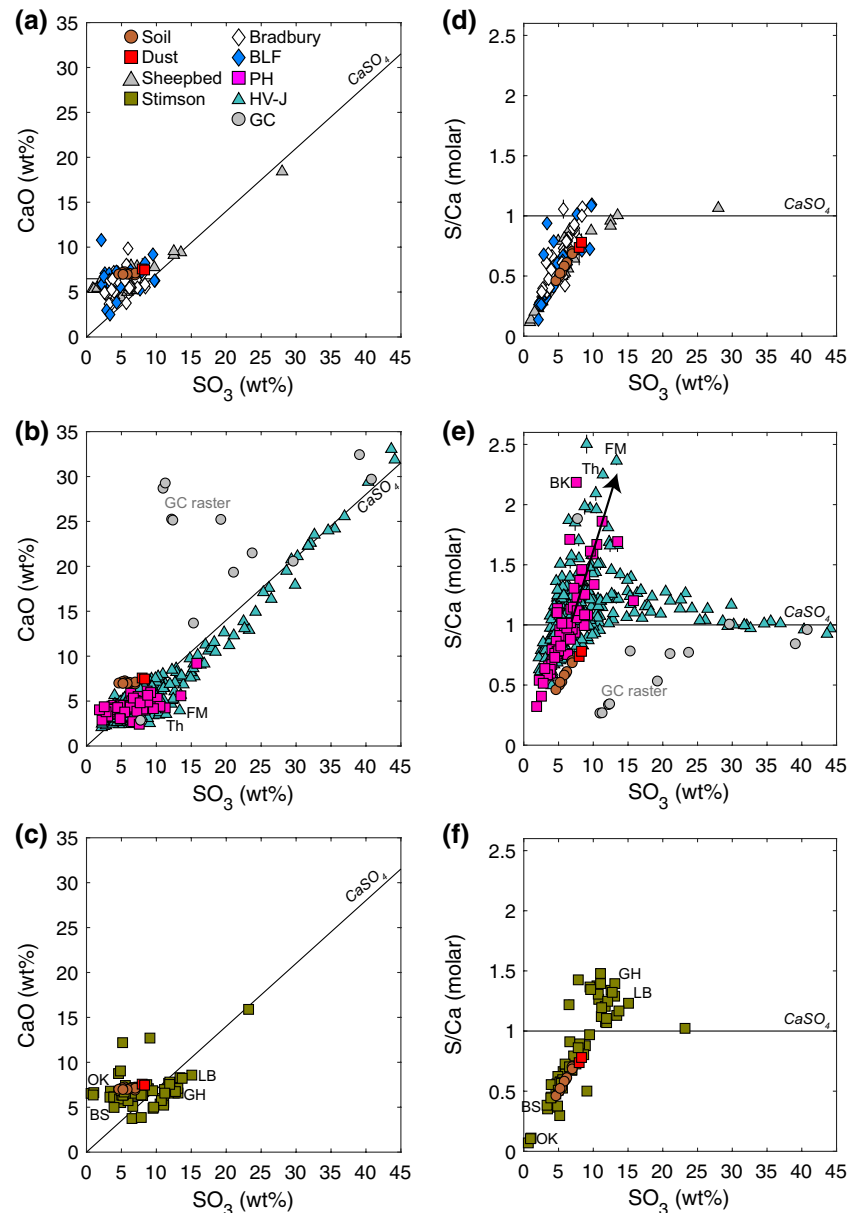 (a)
35
30
25
20
15
10
5
0
CaO (wt%)
Soil
Dust
Sheepbed
Stimson
Bradbury
BLF
PH
HV-J
GC
CaSO4
0 5 10 15 20 25 30 35 40 45
SO3 (wt%)
(d)
2.5
2
1.5
1
0.5
0
S/Ca (molar)
CaSO4
0 5 10 15 20 25 30 35 40 45
SO3 (wt%)
(b)
35
30
25
20
15
10
5
0
CaO (wt%)
GC raster
CaSO4
FM
Th
0 5 10 15 20 25 30 35 40 45
SO3 (wt%)
(e)
2.5
2
1.5
1
0.5
0
S/Ca (molar)
FM
Th
BK
CaSO4
GC raster
0 5 10 15 20 25 30 35 40 45
SO3 (wt%)
(c)
35
30
25
20
15
10
5
0
CaO (wt%)
CaSO4
OK
LB
GH
BS
0 5 10 15 20 25 30 35 40 45
SO3 (wt%)
(f)
2.5
2
1.5
1
0.5
0
S/Ca (molar)
GH
LB
CaSO4
BS
OK
0 5 10 15 20 25 30 35 40 45
SO3 (wt%)